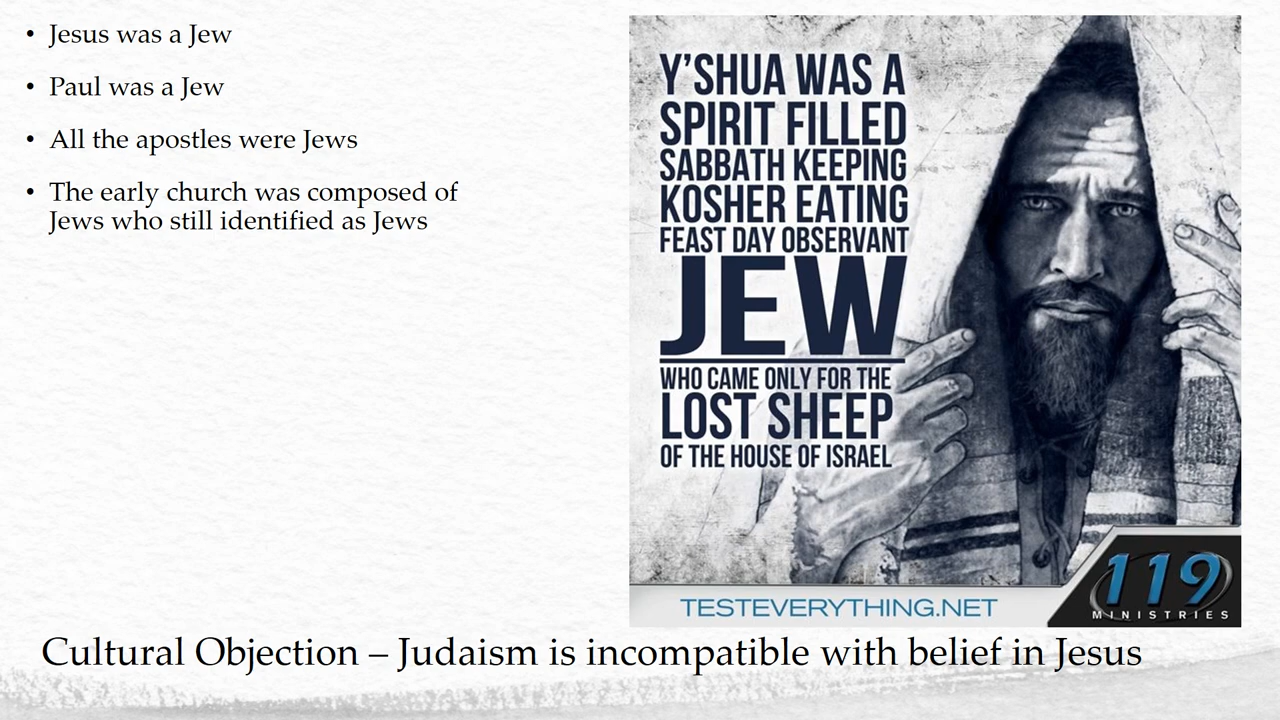 • Jesus was a Jew
• Paul was a Jew
• All the apostles were Jews
• The early church was composed of
Jews who still identified as Jews
Y’SHUA WAS A
SPIRIT FILLED
SABBATH KEEPING
KOSHER EATING
FEAST DAY OBSERVANT
JEW
WHO CAME ONLY FOR THE
LOST SHEEP
OF THE HOUSE OF ISRAEL
119
MINISTRIES
TESTEVERYTHING.NET
Cultural Objection – Judaism is incompatible with belief in Jesus